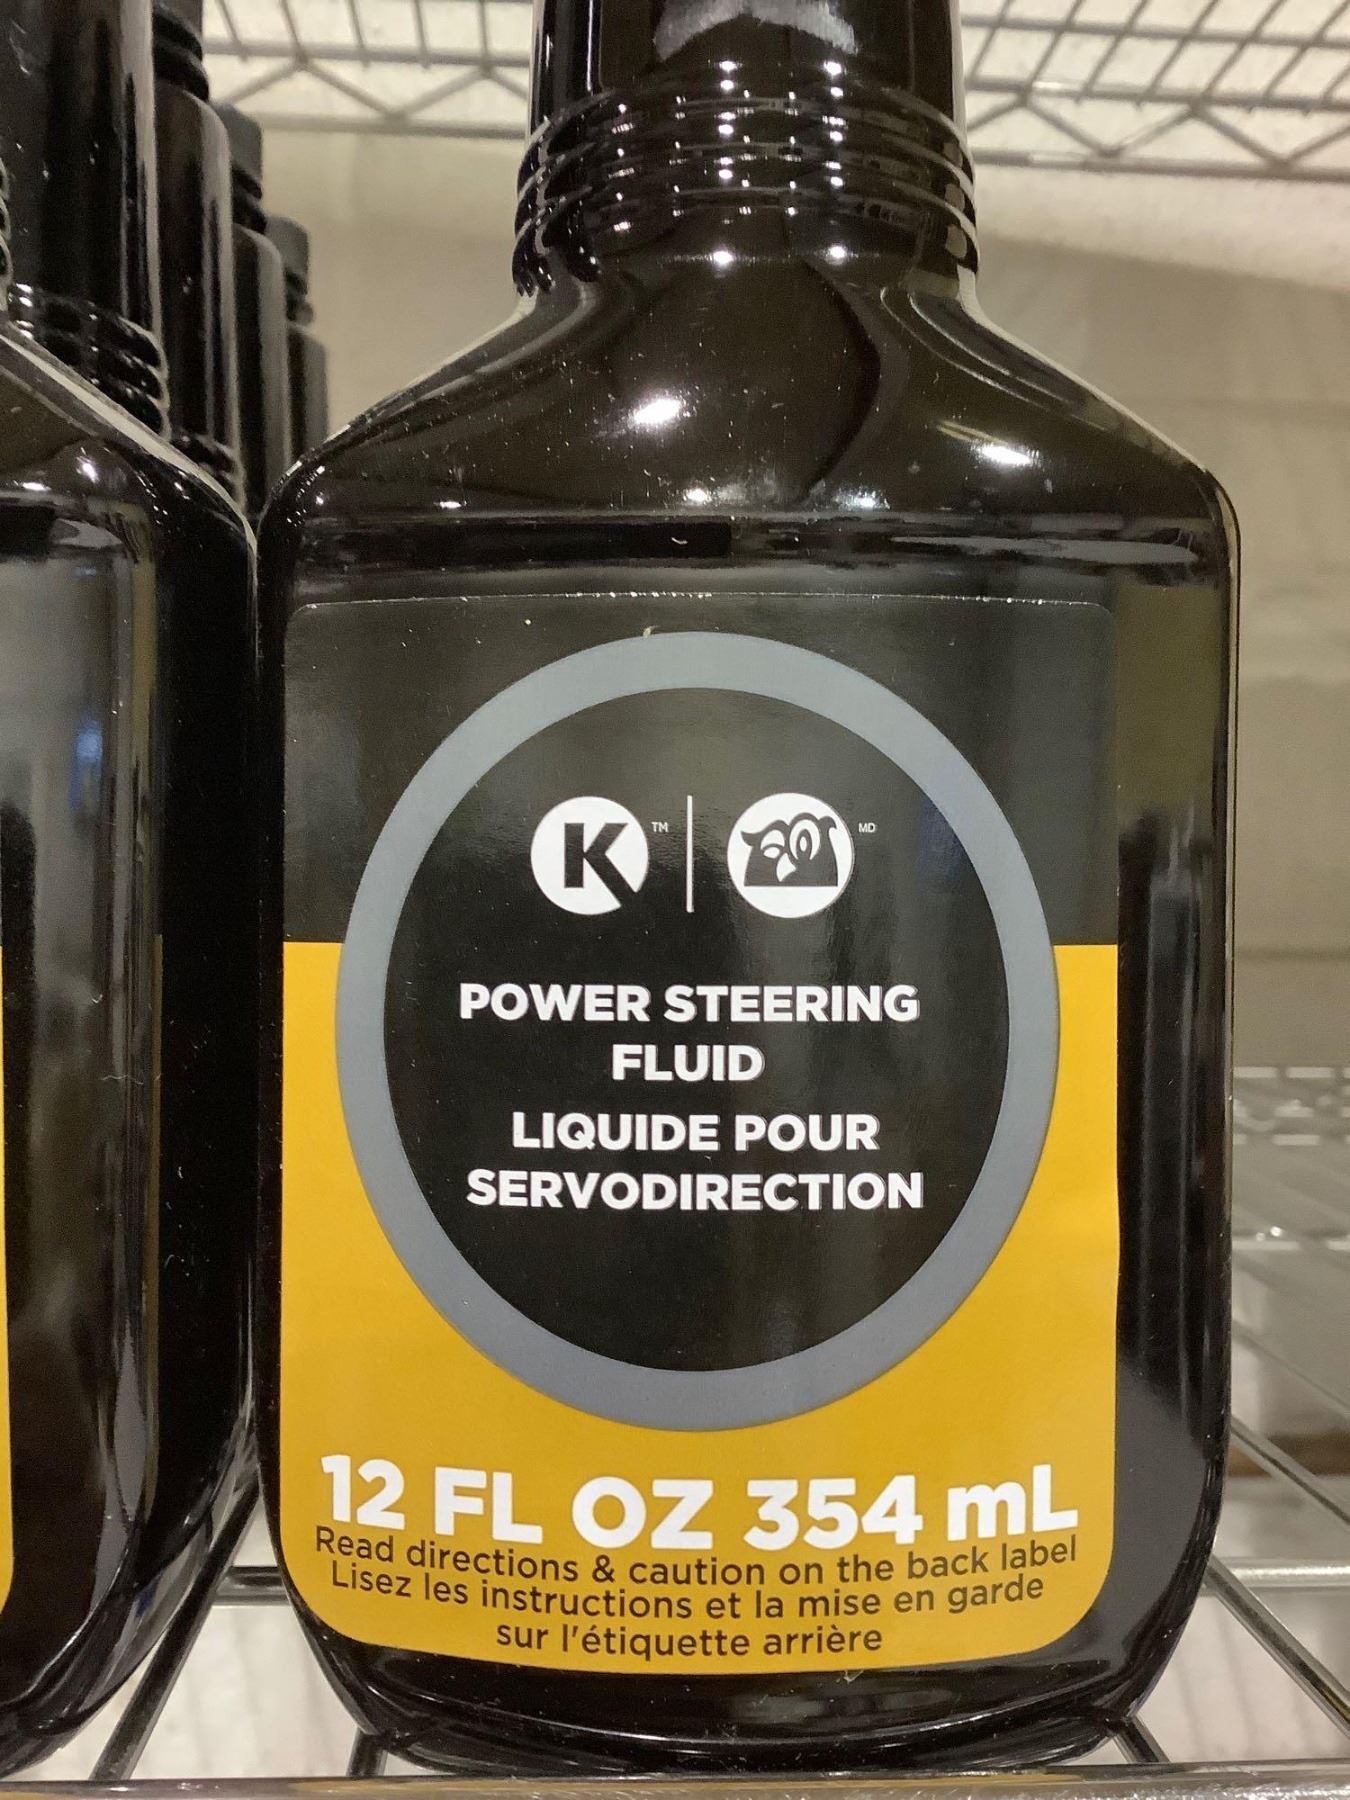 K TM MD
POWER STEERING
FLUID
LIQUIDE POUR
SERVODIRECTION
12 FL OZ 354 mL
Read directions & caution on the back label
Lisez les instructions et la mise en garde
sur l'étiquette arrière